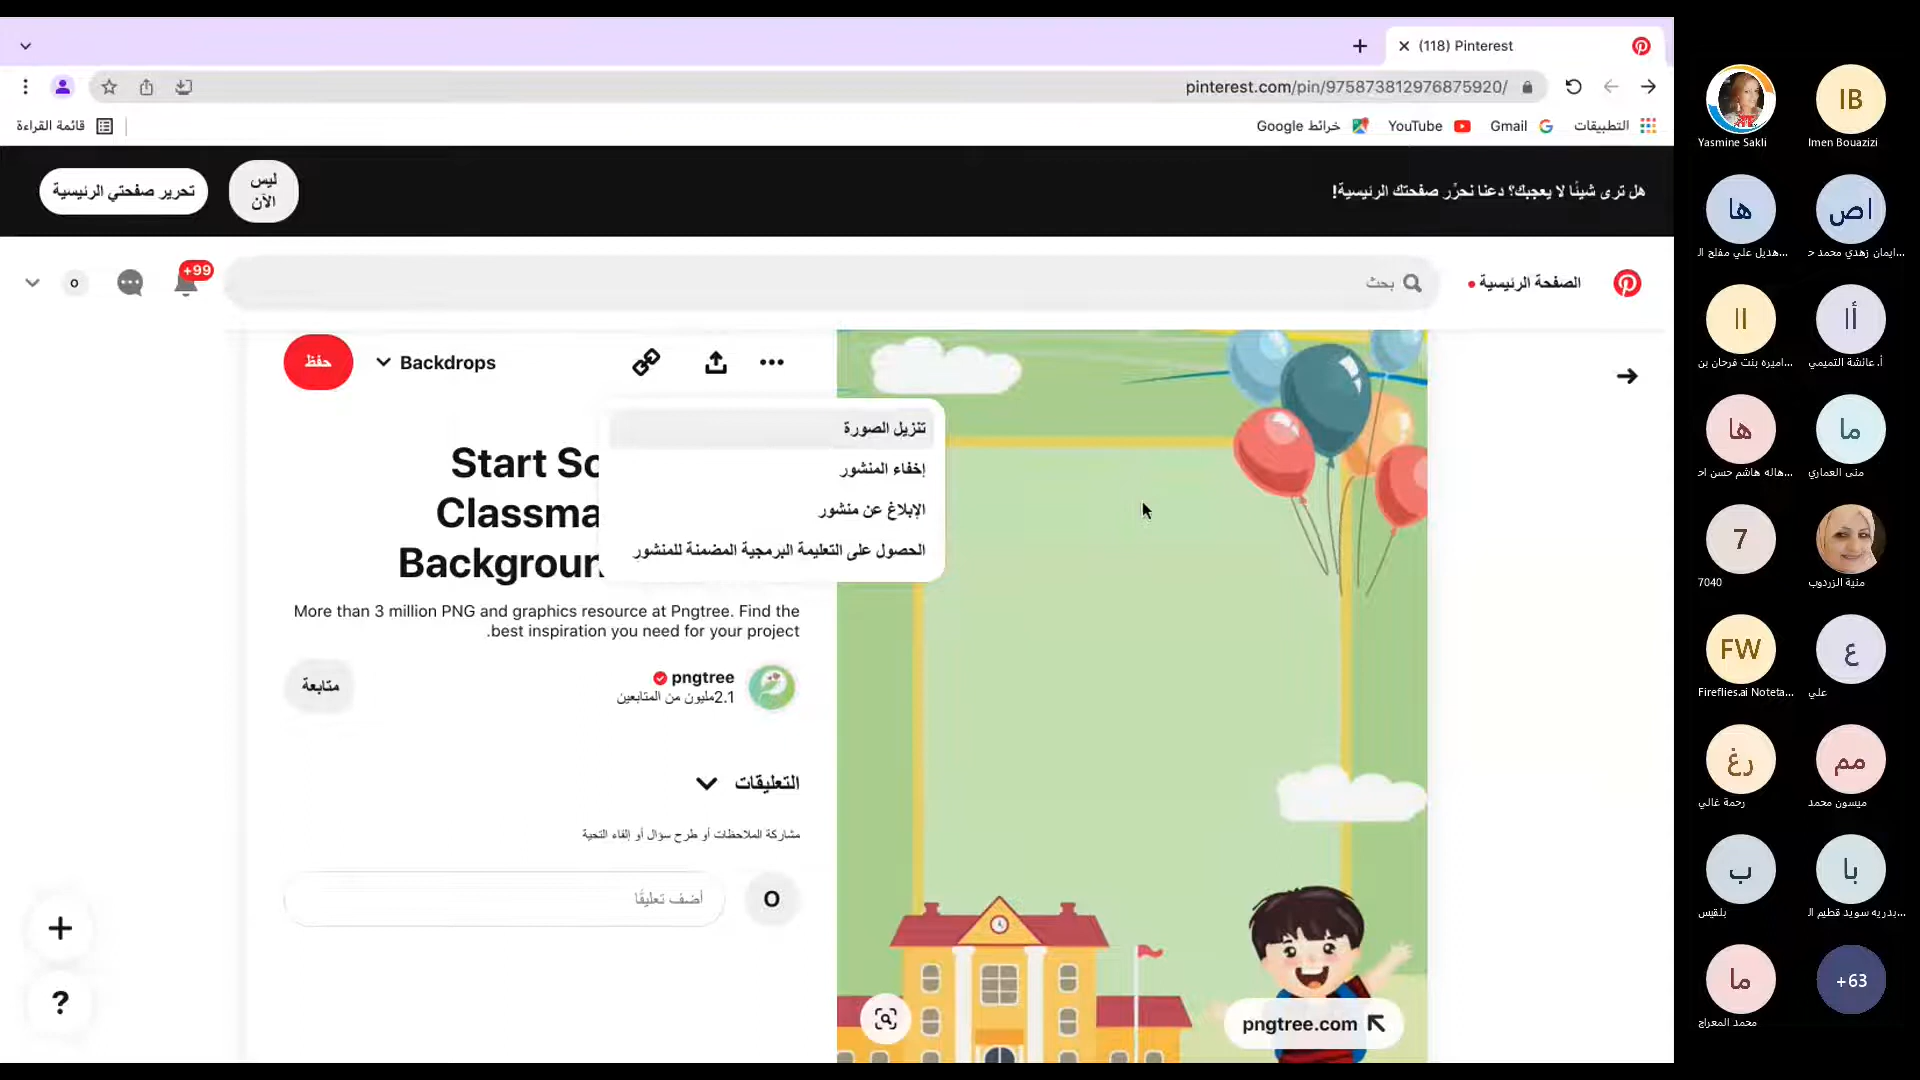 (118) Pinterest
pinterest.com/pin/975873812976875920/
التطبيقات
Gmail
YouTube
خرائط Google
قائمة القراءة
هل ترى شيئًا لا يعجبك؟ دعنا نحرِّر صفحتك الرئيسية!
ليس
الآن
تحرير صفحتي الرئيسية
الصفحة الرئيسية
بحث
+99
o
حفظ
Backdrops
تنزيل الصورة
إخفاء المنشور
الإبلاغ عن منشور
الحصول على التعليمة البرمجية المضمنة للمنشور
Start Sc
Classma
Backgroun
More than 3 million PNG and graphics resource at Pngtree. Find the
.best inspiration you need for your project
pngtree
2.1مليون من المتابعين
متابعة
التعليقات
مشاركة الملاحظات أو طرح سؤال أو إلقاء التحية
أضف تعليقًا
O
pngtree.com
?
Yasmine Sakli
IB
Imen Bouazizi
ها
هديل علي مفلح ال...
اص
ايمان زهدي محمد ح...
اا
اميره بنت فرحان بن...
أا
أ. عائشة التميمي
ها
هاله هاشم حسن اح...
ما
منى العماري
7
7040
منية الزردوب
FW
Fireflies.ai Noteta...
ع
علي
رغ
رحمة غالي
مم
ميسون محمد
ب
بلقيس
با
بدريه سويد قطيم ال...
ما
محمد المعراج
+63